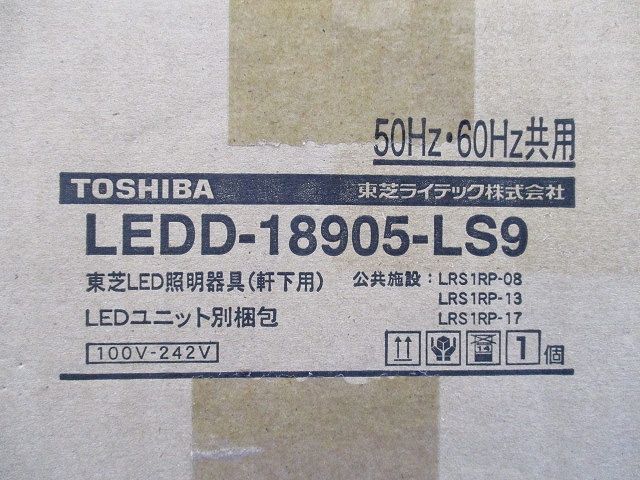 50Hz・60Hz共用
TOSHIBA 東芝ライテック株式会社
LEDD-18905-LS9
東芝LED照明器具(軒下用) 公共施設：LRS1RP-08
LRS1RP-13
LEDユニット別梱包 LRS1RP-17
100V-242V 14 1個